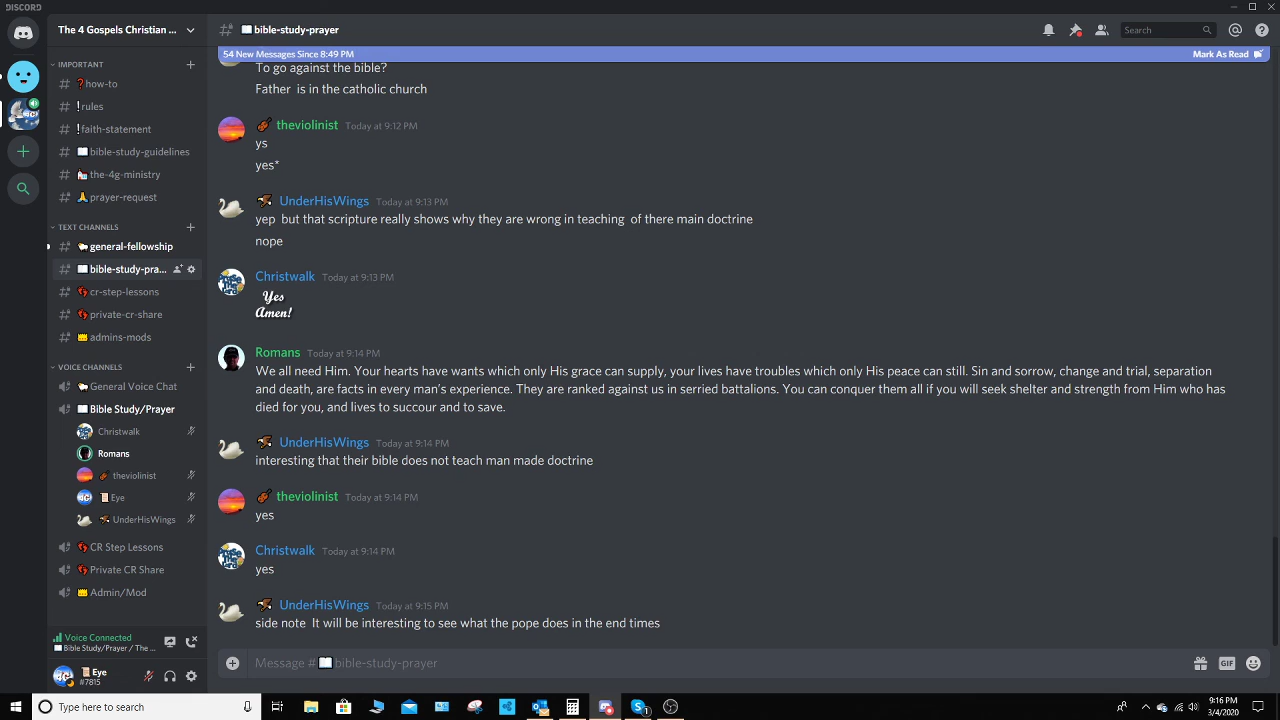 DISCORD
The 4 Gospels Christian ...
bible-study-prayer
Search
54 New Messages Since 8:49 PM
Mark As Read
IMPORTANT
how-to
rules
faith-statement
bible-study-guidelines
the-4g-ministry
prayer-request
TEXT CHANNELS
general-fellowship
bible-study-pra...
cr-step-lessons
private-cr-share
admins-mods
VOICE CHANNELS
General Voice Chat
Bible Study/Prayer
Christwalk
Romans
theviolinist
Eye
UnderHisWings
CR Step Lessons
Private CR Share
Admin/Mod
Voice Connected
Bible Study/Prayer / The ...
Eye
#7815
To go against the bible?
Father is in the catholic church
theviolinist Today at 9:12 PM
ys
yes*
UnderHisWings Today at 9:13 PM
yep but that scripture really shows why they are wrong in teaching of there main doctrine
nope
Christwalk Today at 9:13 PM
Yes
Amen!
Romans Today at 9:14 PM
We all need Him. Your hearts have wants which only His grace can supply, your lives have troubles which only His peace can still. Sin and sorrow, change and trial, separation
and death, are facts in every man's experience. They are ranked against us in serried battalions. You can conquer them all if you will seek shelter and strength from Him who has
died for you, and lives to succour and to save.
UnderHisWings Today at 9:14 PM
interesting that their bible does not teach man made doctrine
theviolinist Today at 9:14 PM
yes
Christwalk Today at 9:14 PM
yes
UnderHisWings Today at 9:15 PM
side note It will be interesting to see what the pope does in the end times
Message # bible-study-prayer
GIF
Type here to search
9:16 PM
3/4/2020